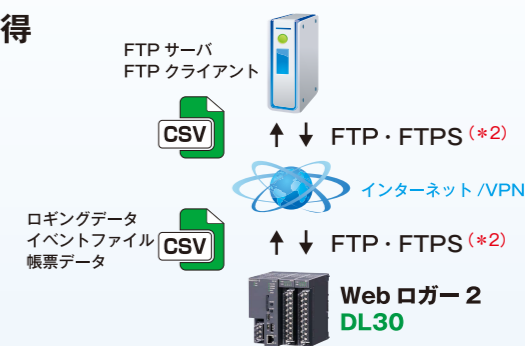 得
FTP サーバ
FTP クライアント
CSV
FTP・FTPS(*2)
インターネット /VPN
ロギングデータ
イベントファイル
帳票データ
CSV
FTP・FTPS(*2)
Web ロガー 2
DL30